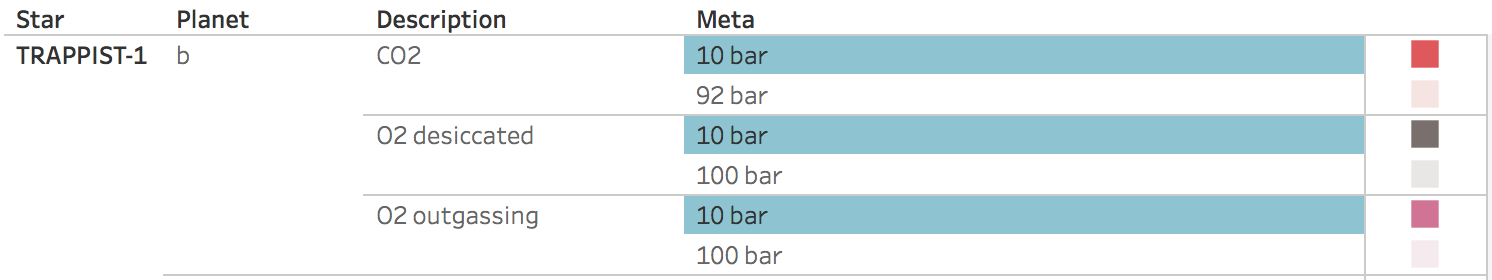 Star Planet Description Meta
TRAPPIST-1 b CO2 10 bar
92 bar
O2 desiccated 10 bar
100 bar
O2 outgassing 10 bar
100 bar